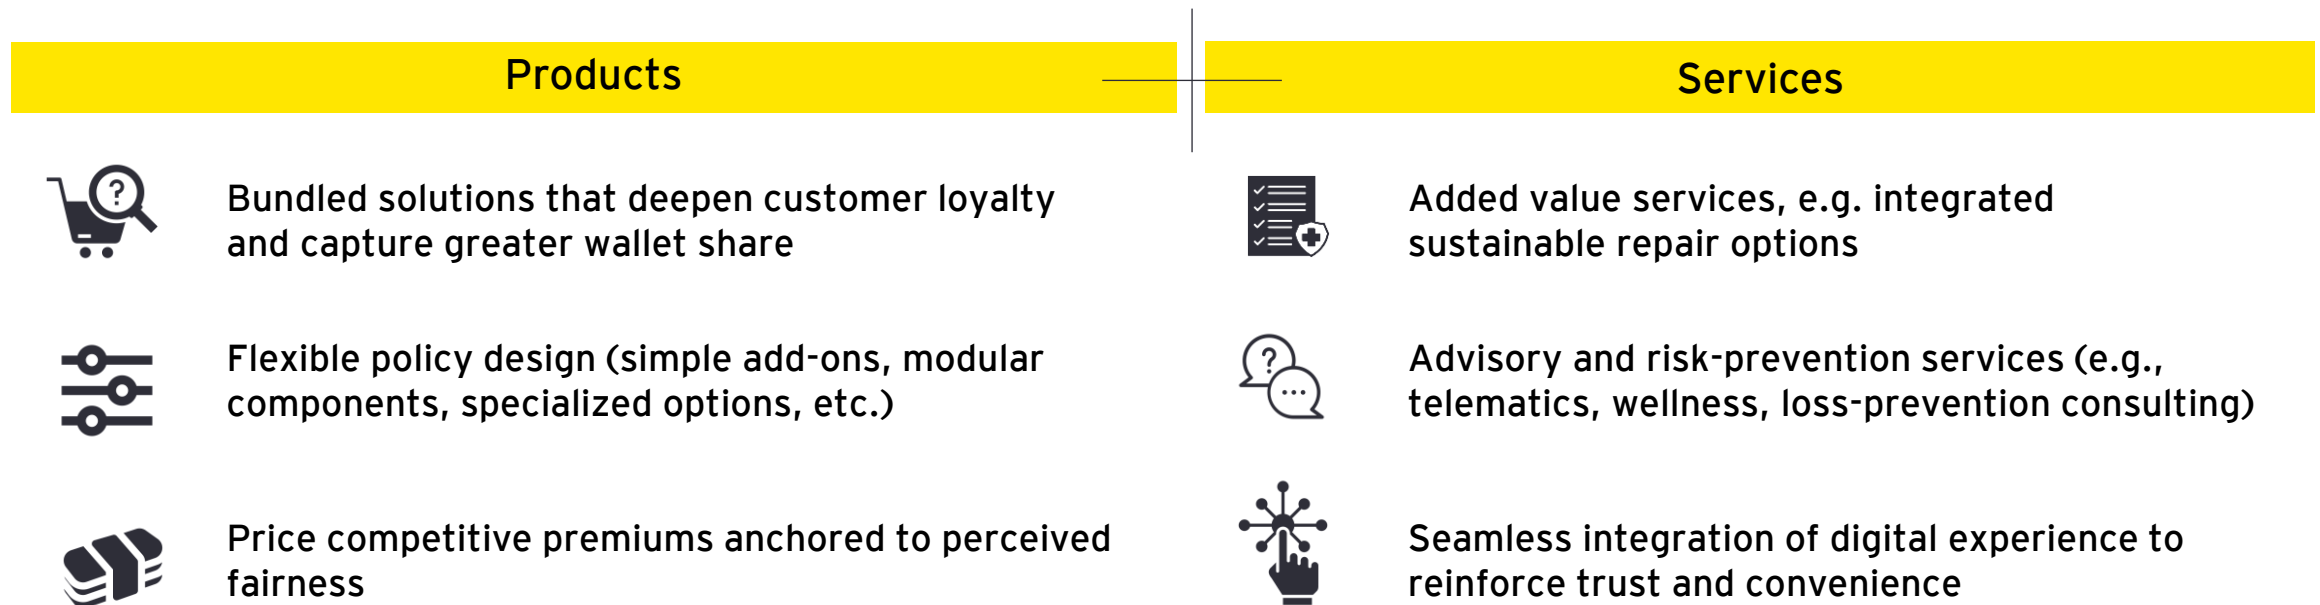 Products
Bundled solutions that deepen customer loyalty
and capture greater wallet share
Flexible policy design (simple add-ons, modular
components, specialized options, etc.)
Price competitive premiums anchored to perceived
fairness
Services
Added value services, e.g. integrated
sustainable repair options
Advisory and risk-prevention services (e.g.,
telematics, wellness, loss-prevention consulting)
Seamless integration of digital experience to
reinforce trust and convenience